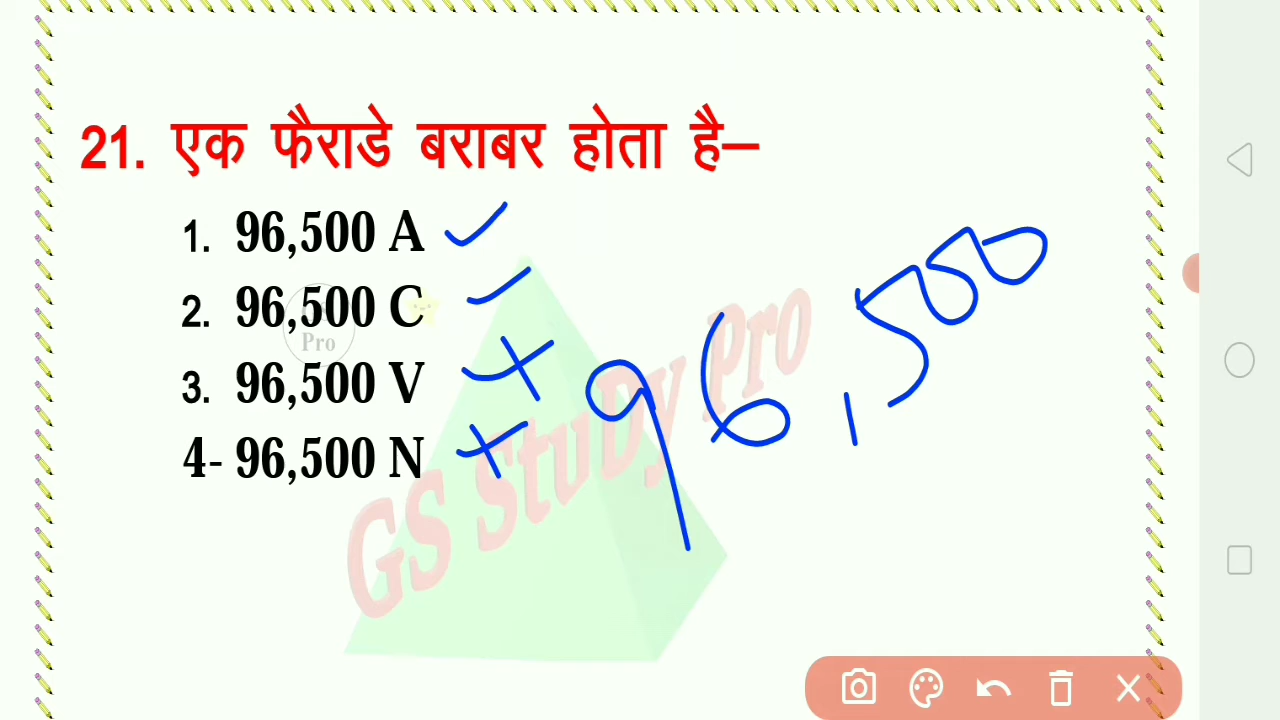 21. एक फैराडे बराबर होता है–
1. 96,500 A
2. 96,500 C
3. 96,500 V
4- 96,500 N
96,500
GS StuDy Pro
Pro